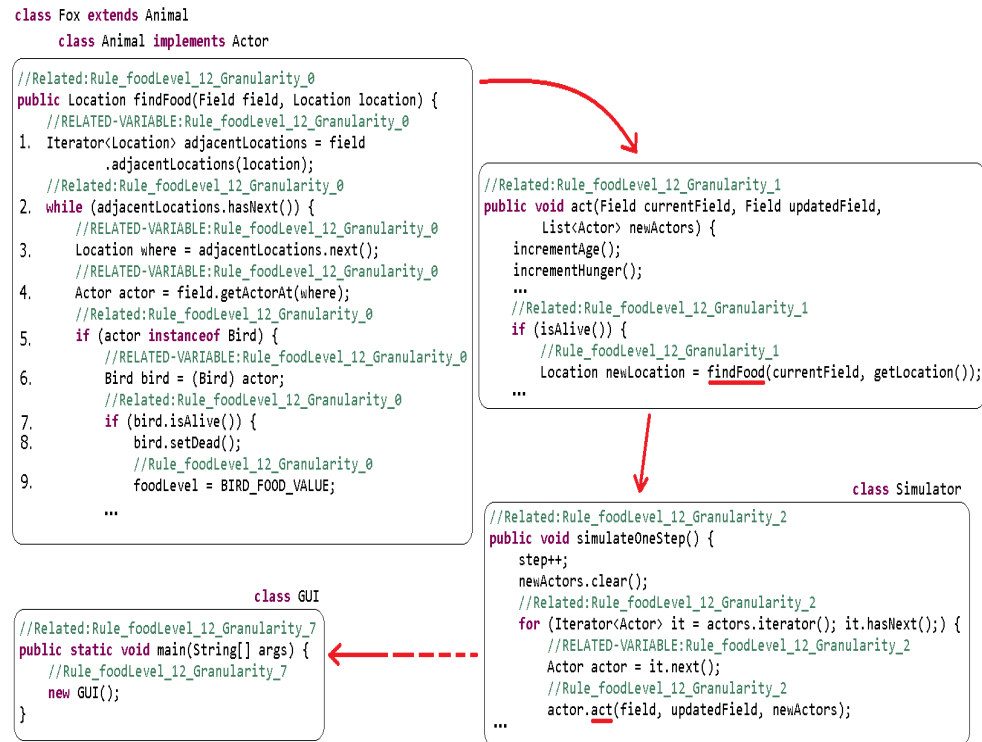 class Fox extends Animal
class Animal implements Actor
//Related:Rule_foodLevel_12_Granularity_0
public Location findFood(Field field, Location location) {
//RELATED-VARIABLE:Rule_foodLevel_12_Granularity_0
1. Iterator<Location> adjacentLocations = field
.adjacentLocations(location);
//Related:Rule_foodLevel_12_Granularity_0
2. while (adjacentLocations.hasNext()) {
//RELATED-VARIABLE:Rule_foodLevel_12_Granularity_0
3. Location where = adjacentLocations.next();
//RELATED-VARIABLE:Rule_foodLevel_12_Granularity_0
4. Actor actor = field.getActorAt(where);
//Related:Rule_foodLevel_12_Granularity_0
5. if (actor instanceof Bird) {
//RELATED-VARIABLE:Rule_foodLevel_12_Granularity_0
6. Bird bird = (Bird) actor;
//Related:Rule_foodLevel_12_Granularity_0
7. if (bird.isAlive()) {
8. bird.setDead();
//Rule_foodLevel_12_Granularity_0
9. foodLevel = BIRD_FOOD_VALUE;
...
//Related:Rule_foodLevel_12_Granularity_1
public void act(Field currentField, Field updatedField,
List<Actor> newActors) {
incrementAge();
incrementHunger();
...
//Related:Rule_foodLevel_12_Granularity_1
if (isAlive()) {
//Rule_foodLevel_12_Granularity_1
Location newLocation = findFood(currentField, getLocation());
...
class Simulator
//Related:Rule_foodLevel_12_Granularity_2
public void simulateOneStep() {
step++;
newActors.clear();
//Related:Rule_foodLevel_12_Granularity_2
for (Iterator<Actor> it = actors.iterator(); it.hasNext();) {
//RELATED-VARIABLE:Rule_foodLevel_12_Granularity_2
Actor actor = it.next();
//Rule_foodLevel_12_Granularity_2
actor.act(field, updatedField, newActors);
...
class GUI
//Related:Rule_foodLevel_12_Granularity_7
public static void main(String[] args) {
//Rule_foodLevel_12_Granularity_7
new GUI();
}